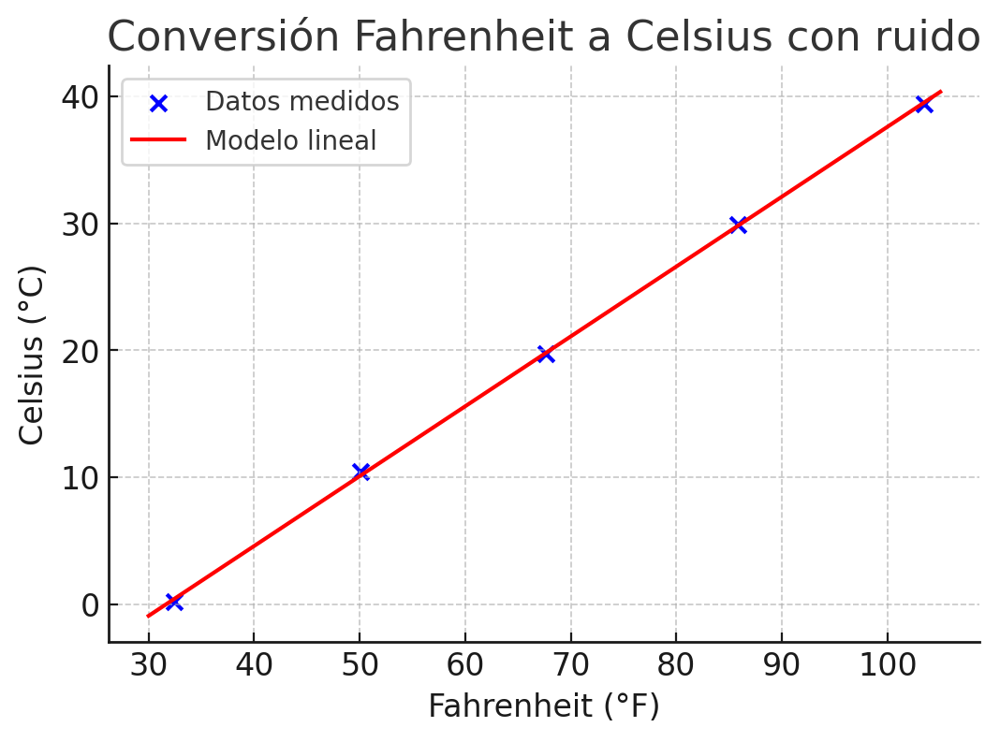 Conversión Fahrenheit a Celsius con ruido
Datos medidos
Modelo lineal
Celsius (°C)
40
30
20
10
0
30 40 50 60 70 80 90 100
Fahrenheit (°F)